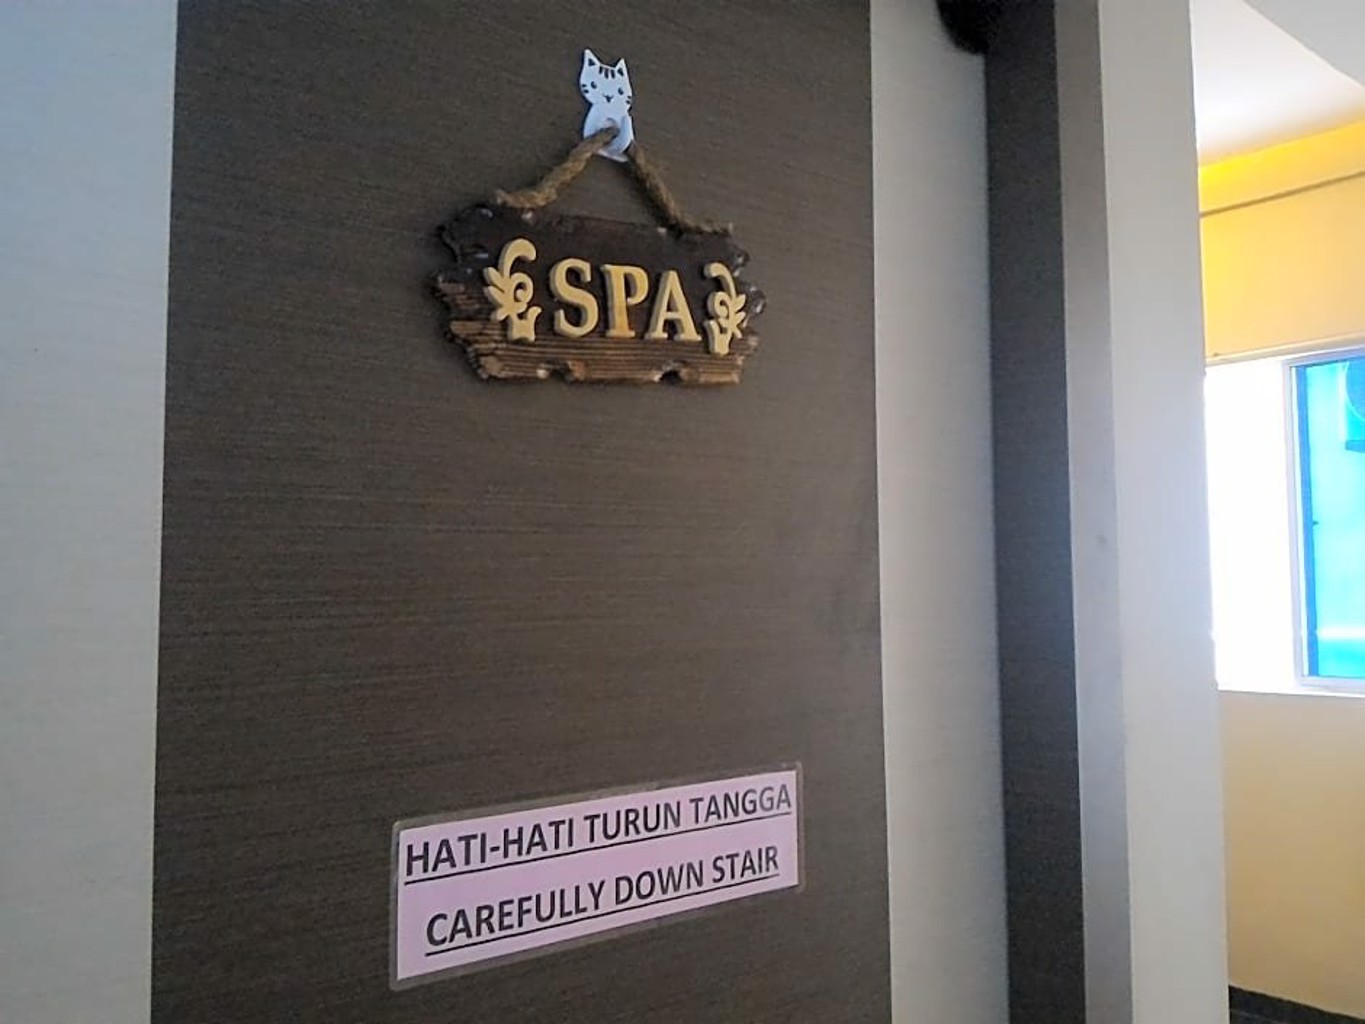 SPA
HATI-HATI TURUN TANGGA
CAREFULLY DOWN STAIR